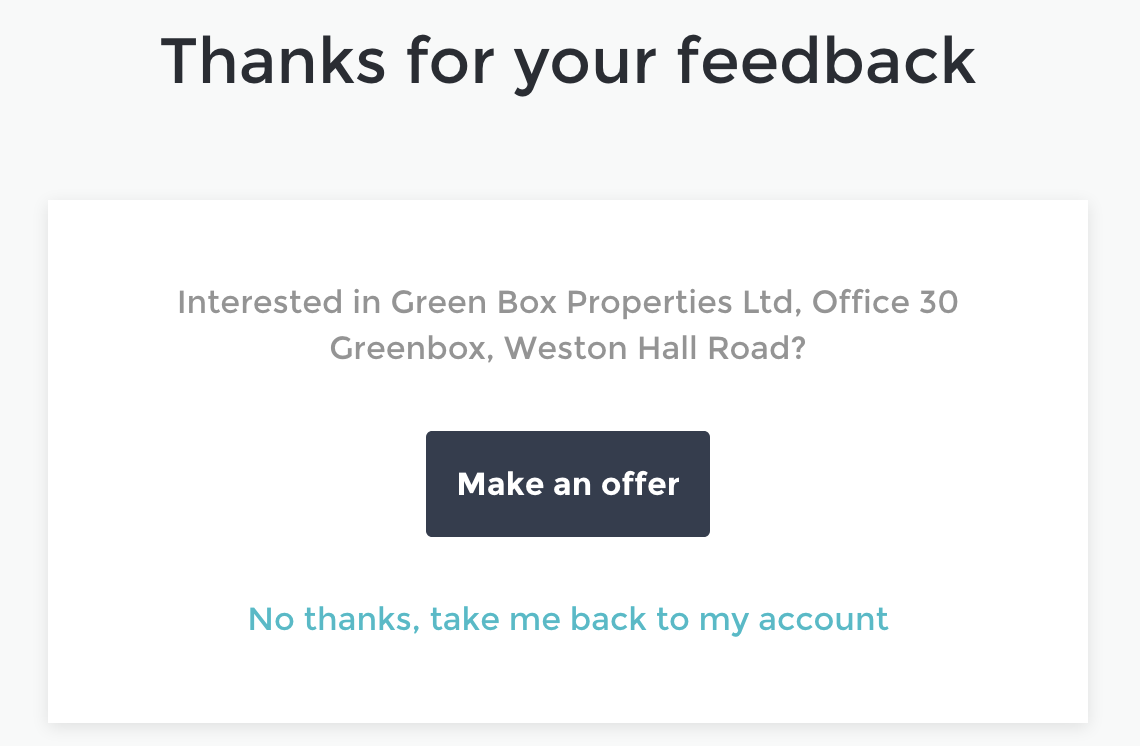 Thanks for your feedback
Interested in Green Box Properties Ltd, Office 30
Greenbox, Weston Hall Road?
Make an offer
No thanks, take me back to my account